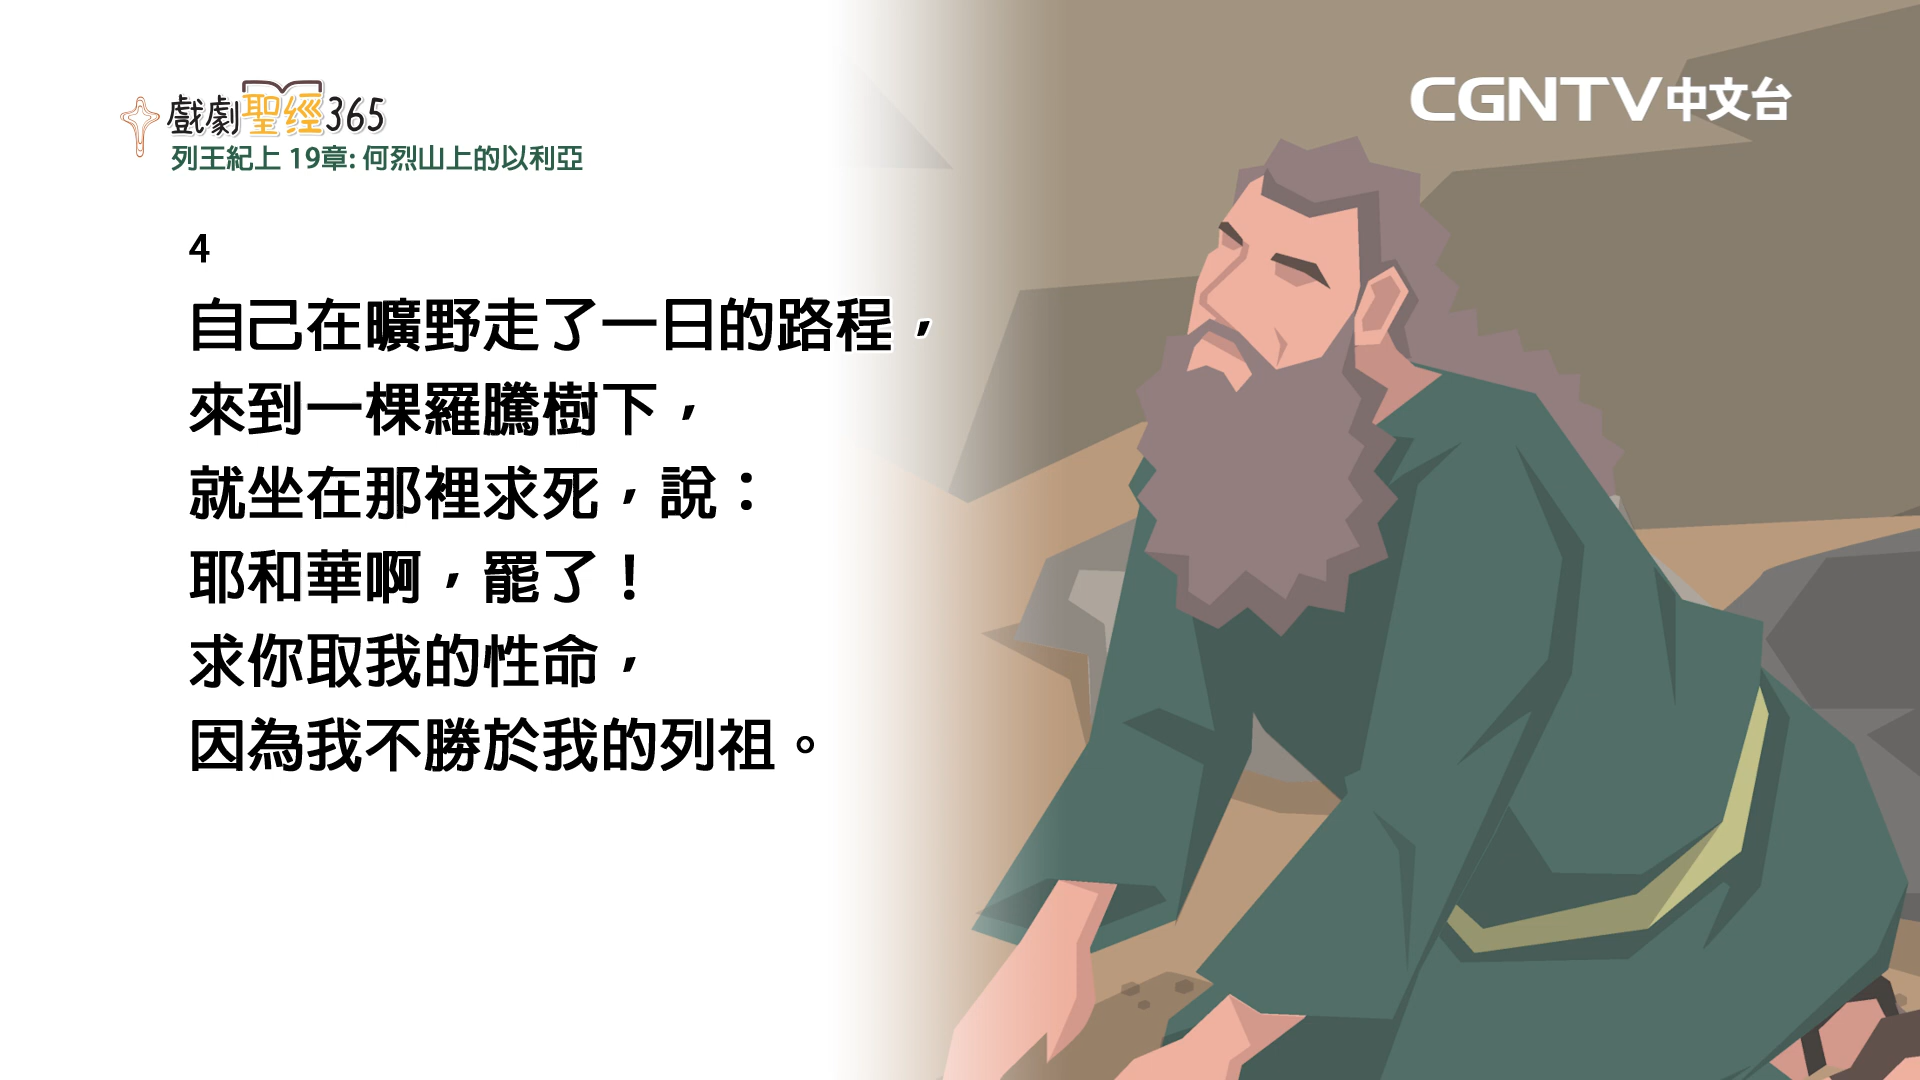 戲劇聖經365
CGNTV中文台
列王紀上 19章: 何烈山上的以利亞
4
自己在曠野走了一日的路程，
來到一棵羅騰樹下，
就坐在那裡求死，說：
耶和華啊，罷了！
求你取我的性命，
因為我不勝於我的列祖。